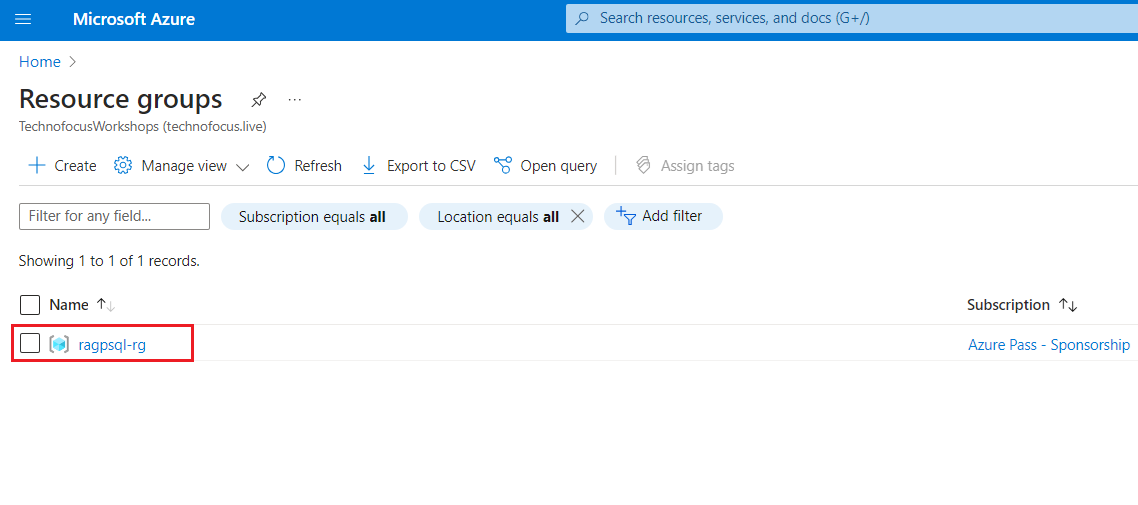 Microsoft Azure
Search resources, services, and docs (G+/)
Home
Resource groups
TechnofocusWorkshops (technofocus.live)
Create Manage view Refresh Export to CSV Open query Assign tags
Filter for any field... Subscription equals all Location equals all Add filter
Showing 1 to 1 of 1 records.
Name Subscription
ragpsql-rg Azure Pass - Sponsorship